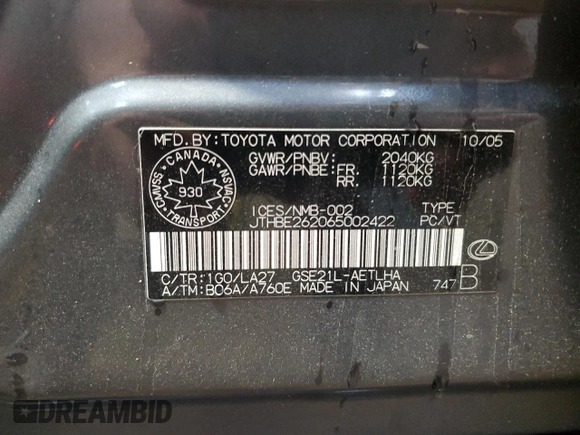 MFD.BY:TOYOTA MOTOR CORPORATION 10/05
GVWR/PNBV: 2040KG
GAWR/PNBE:FR. 1120KG
RR. 1120KG
CANADA
CMVSS NSVAC
930
TRANSPORT
ICES/NMB-002 TYPE
JTHBE262065002422 PC/VT
C/TR:1G0/LA27 GSE21L-AETLHA
A/TM:B06A/A760E MADE IN JAPAN 747 B
DREAMBID